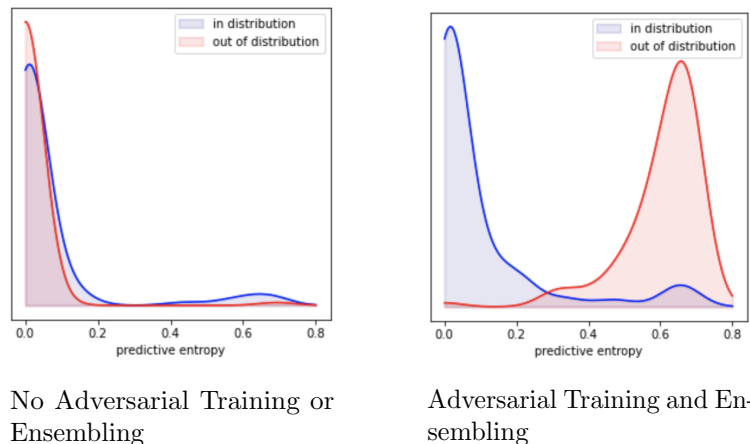 in distribution
out of distribution
0.0 0.2 0.4 0.6 0.8
predictive entropy
No Adversarial Training or
Ensembling
in distribution
out of distribution
0.0 0.2 0.4 0.6 0.8
predictive entropy
Adversarial Training and En-
sembling